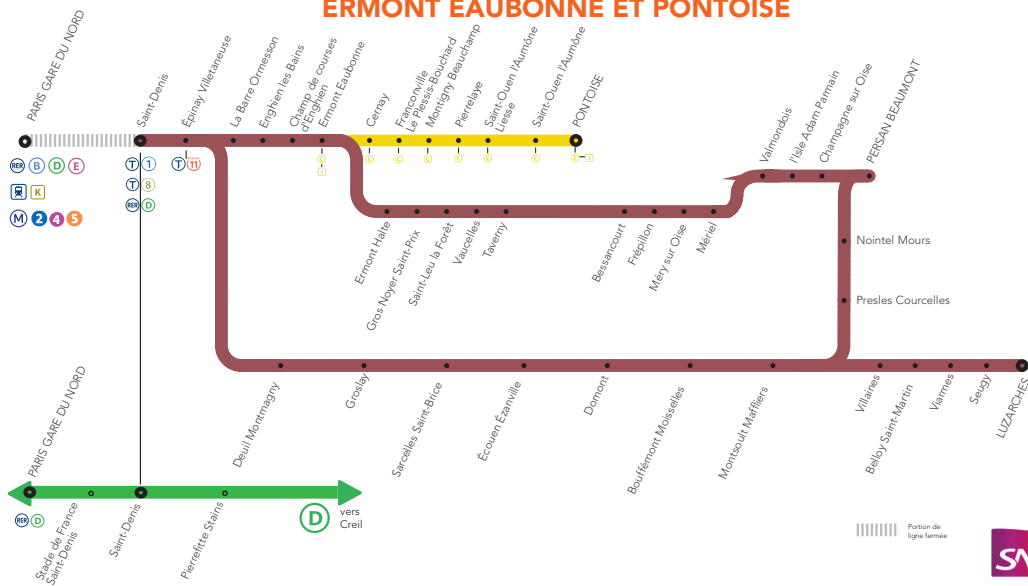 ERMONT EAUBONNE ET PONTOISE
PARIS GARE DU NORD
Saint-Denis
Épinay Villetaneuse
La Barre Ormesson
Enghien les Bains
Champ de courses
d'Enghien
Ermont Eaubonne
Cernay
Franconville
Le Plessis-Bouchard
Montigny Beauchamp
Pierrelaye
Saint-Ouen l'Aumône
Liesse
Saint-Ouen l'Aumône
PONTOISE
Valmondois
l'Isle Adam Parmain
Champagne sur Oise
PERSAN BEAUMONT
RER B D E
K
M 2 4 5
T 1
T 8
RER D
T 11
C
J
C
C
C
C
C
C
C J
Ermont Halte
Gros Noyer Saint-Prix
Saint-Leu la Forêt
Vaucelles
Taverny
Bessancourt
Frépillon
Méry sur Oise
Mériel
Nointel Mours
Presles Courcelles
Deuil Montmagny
Groslay
Sarcelles Saint-Brice
Écouen Ézanville
Domont
Bouffémont Moisselles
Montsoult Maffliers
Villaines
Belloy Saint-Martin
Viarmes
Seugy
LUZARCHES
PARIS GARE DU NORD
RER D
Stade de France
Saint-Denis
Saint-Denis
Pierrefitte Stains
D
vers
Creil
Portion de
ligne fermée
SN